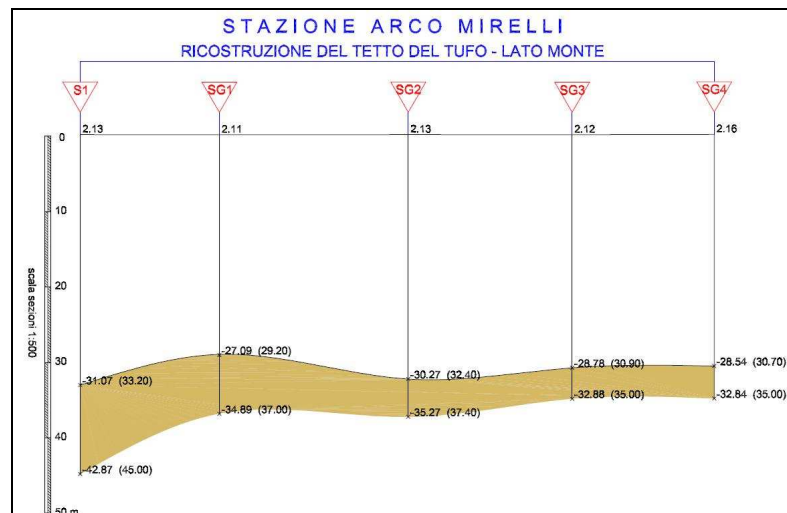 STAZIONE ARCO MIRELLI
RICOSTRUZIONE DEL TETTO DEL TUFO - LATO MONTE
S1 SG1 SG2 SG3 SG4
2.13 2.11 2.13 2.12 2.16
0
10
20
30
40
50 m
scala sezioni 1:500
-31.07 (33.20)
-27.09 (29.20)
-30.27 (32.40)
-28.78 (30.90)
-28.54 (30.70)
-42.87 (45.00)
-34.89 (37.00)
-35.27 (37.40)
-32.88 (35.00)
-32.84 (35.00)